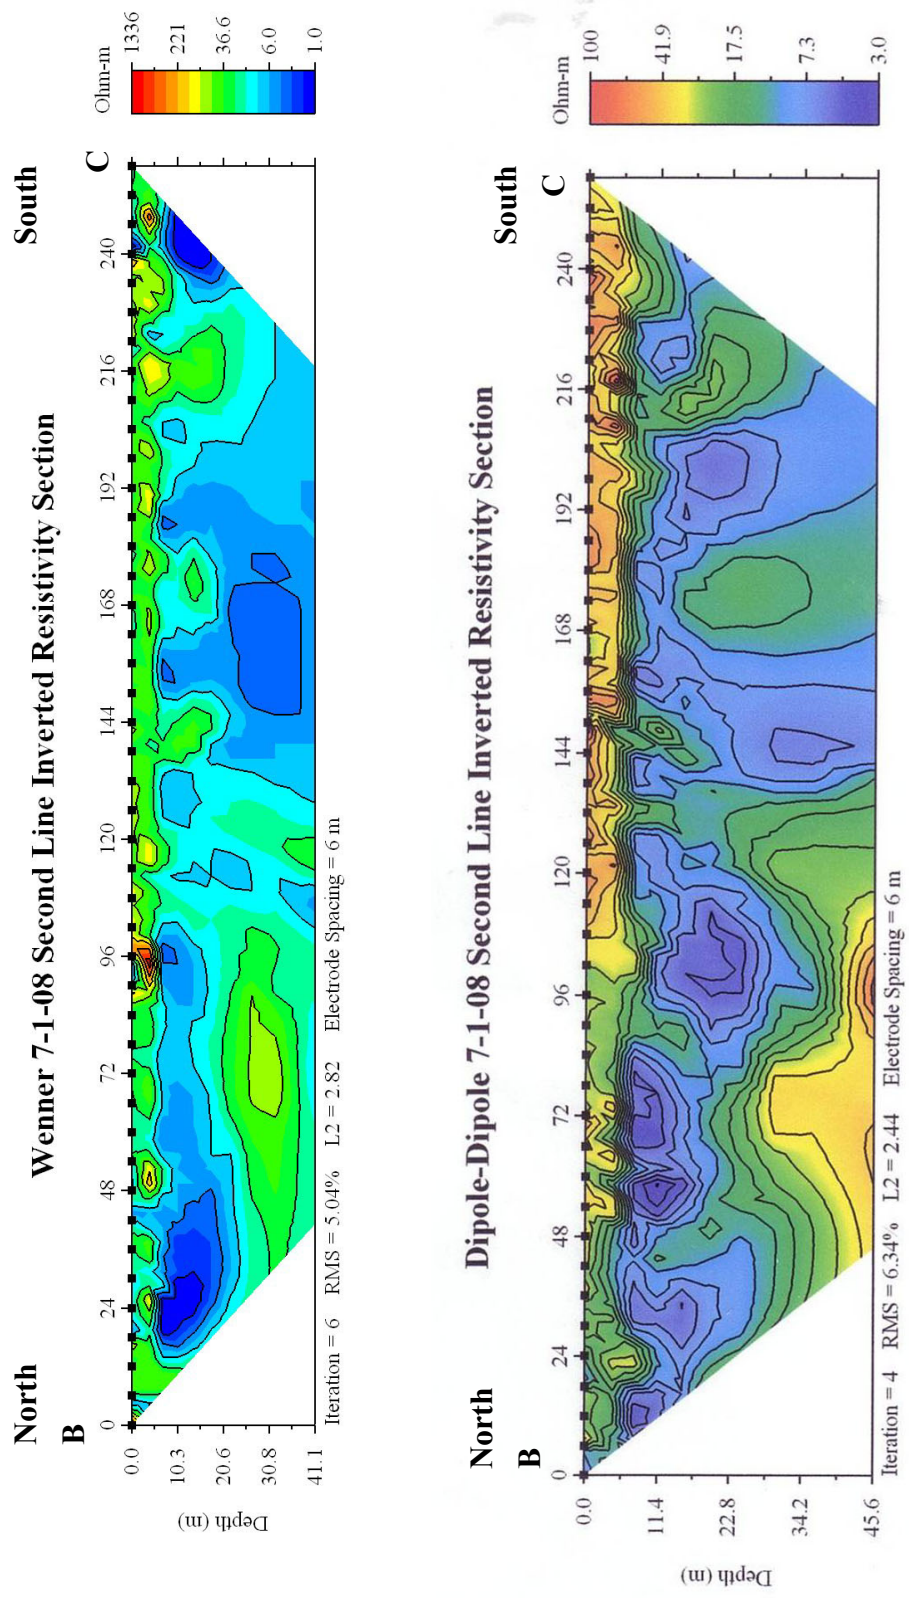 Wenner 7-1-08 Second Line Inverted Resistivity Section
North
South
B
C
Ohm-m
1336
221
36.6
6.0
1.0
0 24 48 72 96 120 144 168 192 216 240
0.0
10.3
20.6
30.8
41.1
Depth (m)
Iteration = 6 RMS = 5.04% L2 = 2.82 Electrode Spacing = 6 m
Dipole-Dipole 7-1-08 Second Line Inverted Resistivity Section
North
South
B
C
Ohm-m
100
41.9
17.5
7.3
3.0
0 24 48 72 96 120 144 168 192 216 240
0.0
11.4
22.8
34.2
45.6
Depth (m)
Iteration = 4 RMS = 6.34% L2 = 2.44 Electrode Spacing = 6 m